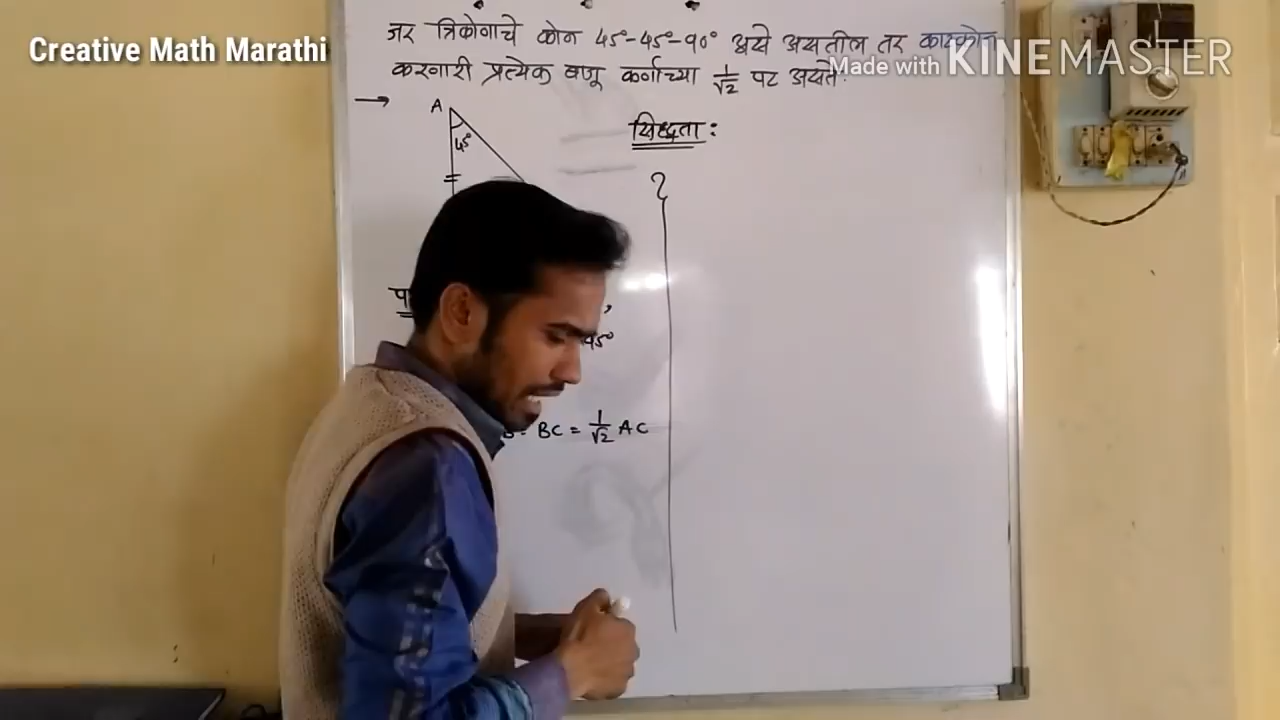 Creative Math Marathi
जर त्रिकोणाचे कोन 45°-45°-90° असे असतील तर काटकोन
करणारी प्रत्येक बाजू कर्णाच्या 1/√2 पट असते.
Made with KINEMASTER
→ A
45°
सिद्धता :
45°
BC = 1/√2 AC